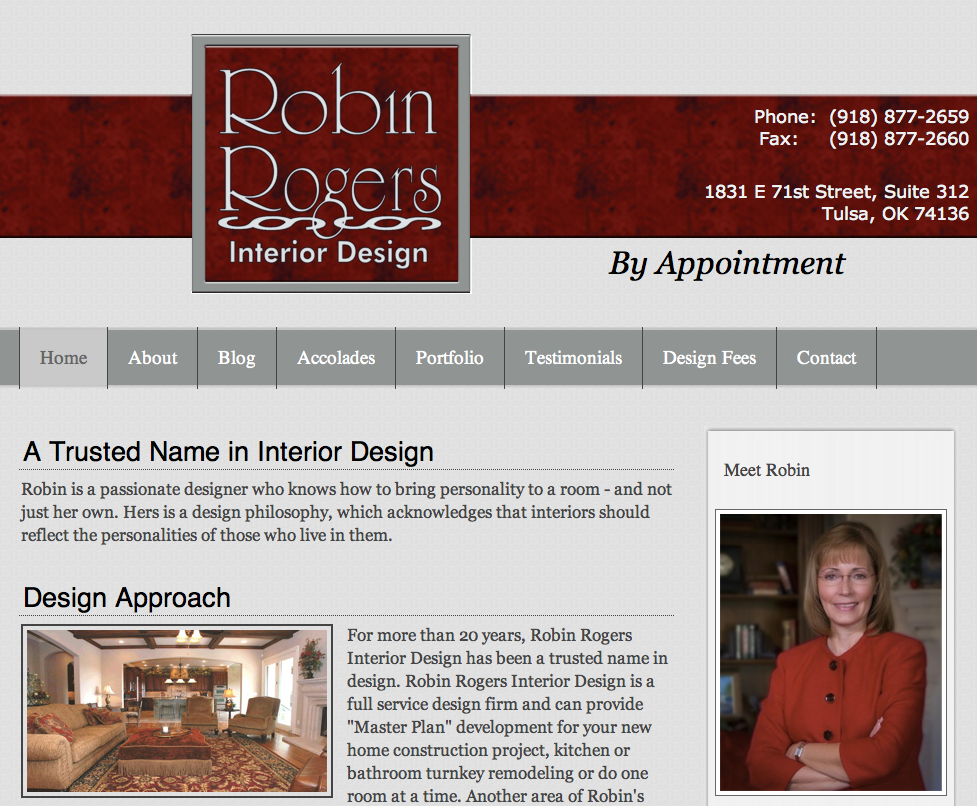 Robin
Rogers
Interior Design
Phone: (918) 877-2659
Fax: (918) 877-2660
1831 E 71st Street, Suite 312
Tulsa, OK 74136
By Appointment
Home About Blog Accolades Portfolio Testimonials Design Fees Contact
A Trusted Name in Interior Design
Robin is a passionate designer who knows how to bring personality to a room - and not
just her own. Hers is a design philosophy, which acknowledges that interiors should
reflect the personalities of those who live in them.
Design Approach
For more than 20 years, Robin Rogers
Interior Design has been a trusted name in
design. Robin Rogers Interior Design is a
full service design firm and can provide
"Master Plan" development for your new
home construction project, kitchen or
bathroom turnkey remodeling or do one
room at a time. Another area of Robin's
Meet Robin